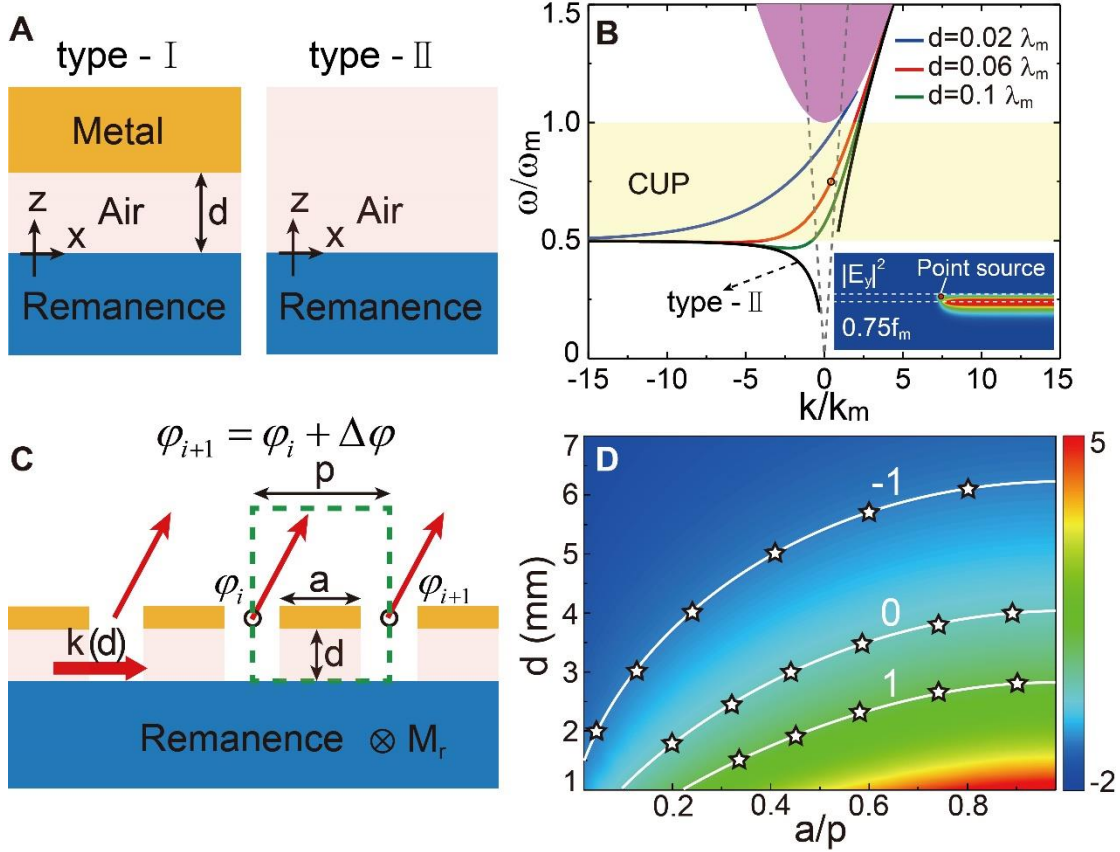 A
type - Ⅰ
type - Ⅱ
Metal
Air
d
z
x
Remanence
Air
z
x
Remanence
B
ω/ωm
1.5
1.0
0.5
0
d=0.02 λm
d=0.06 λm
d=0.1 λm
CUP
type - Ⅱ
|Ey|²
Point source
0.75fm
-15 -10 -5 0 5 10 15
k/km
C
φi+1 = φi + Δφ
p
φi
a
φi+1
k(d)
d
Remanence ⊗ Mr
D
d (mm)
7
6
5
4
3
2
1
-1
0
1
0.2 0.4 0.6 0.8
a/p
5
-2